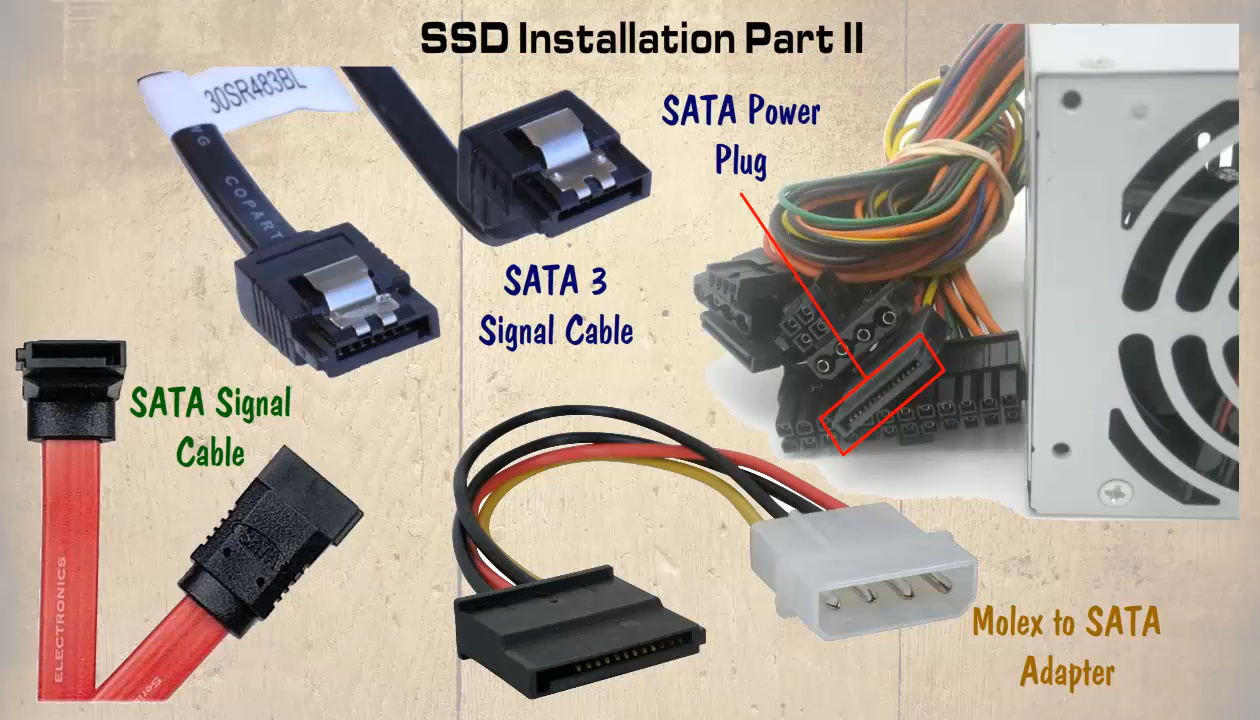 SSD Installation Part II
30SR483BL
COPART
SATA Power
Plug
SATA 3
Signal Cable
SATA Signal
Cable
SATA
ELECTRONICS
Molex to SATA
Adapter